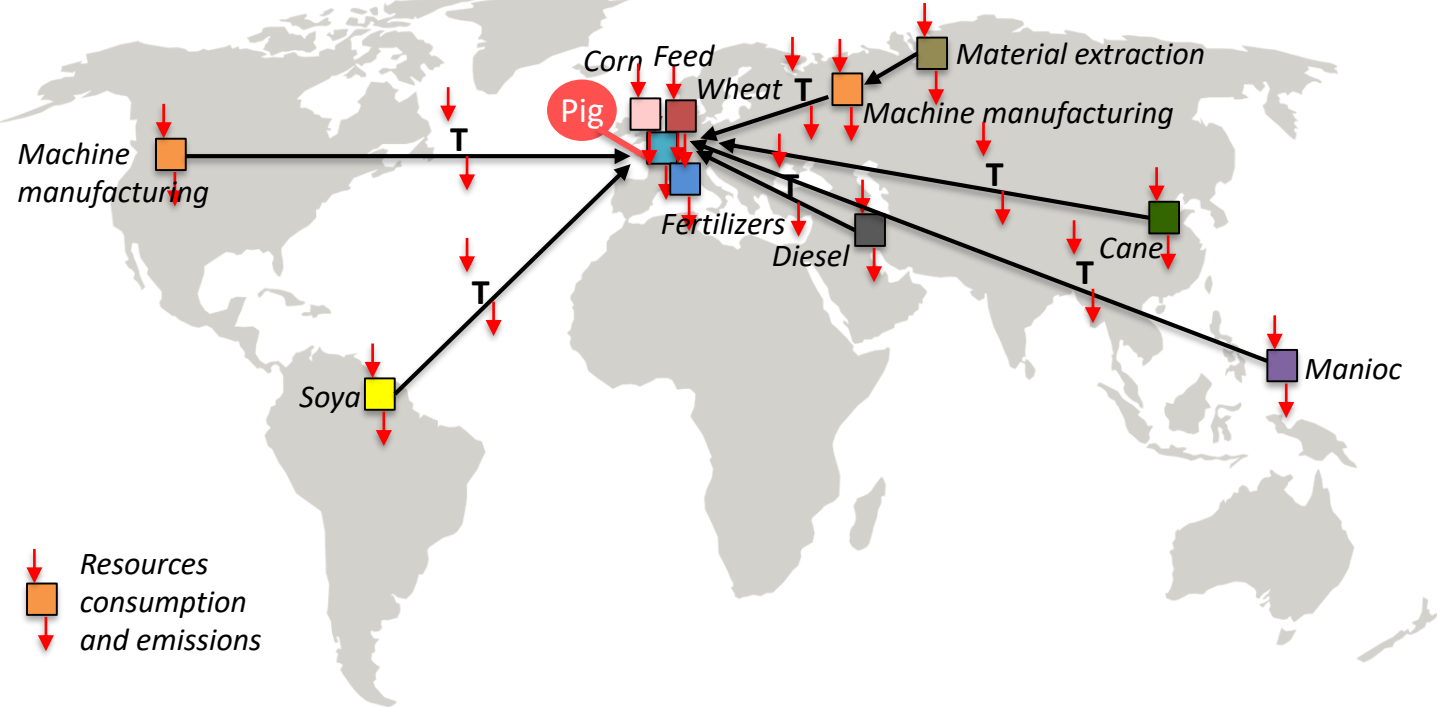 Corn
Feed
Material extraction
Wheat
T
Pig
Machine manufacturing
T
Machine
manufacturing
T
T
Fertilizers
Diesel
Cane
T
T
Manioc
Soya
Resources
consumption
and emissions